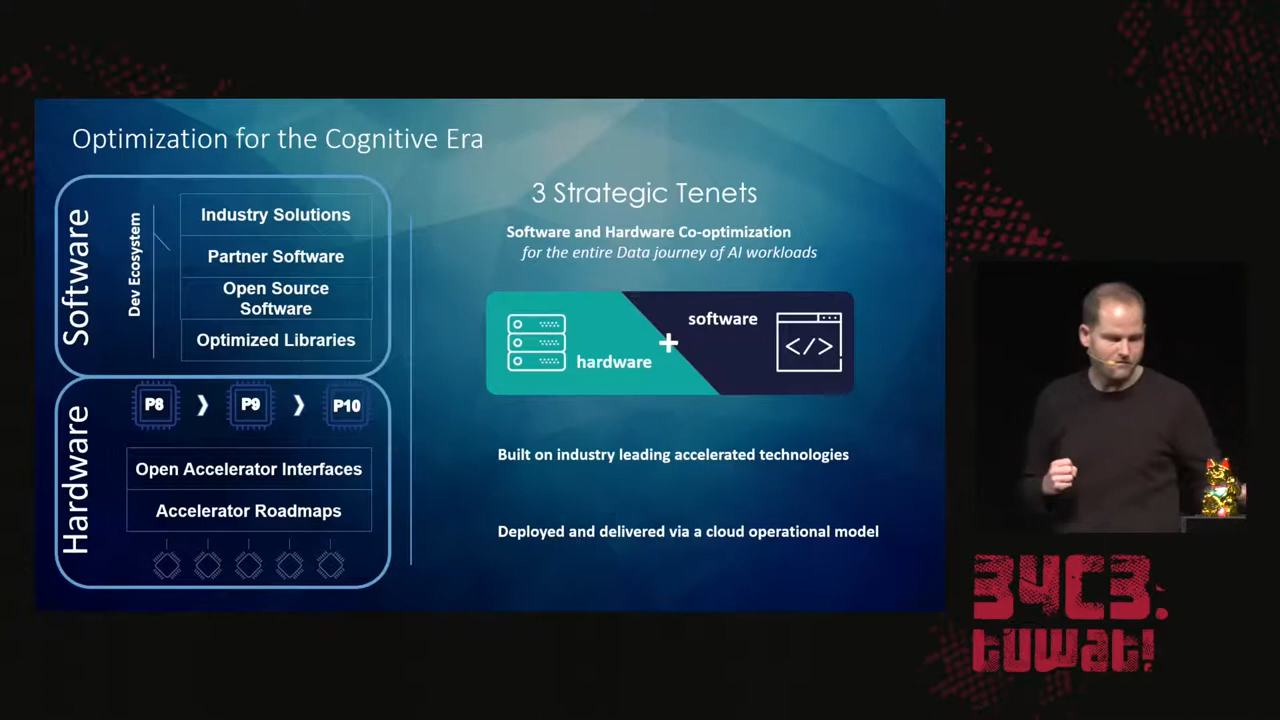 Optimization for the Cognitive Era
Software
Dev Ecosystem
Industry Solutions
Partner Software
Open Source
Software
Optimized Libraries
Hardware
P8 ❯ P9 ❯ P10
Open Accelerator Interfaces
Accelerator Roadmaps
3 Strategic Tenets
Software and Hardware Co-optimization
for the entire Data journey of AI workloads
hardware
+
software
</>
Built on industry leading accelerated technologies
Deployed and delivered via a cloud operational model
34C3.
tuwat!